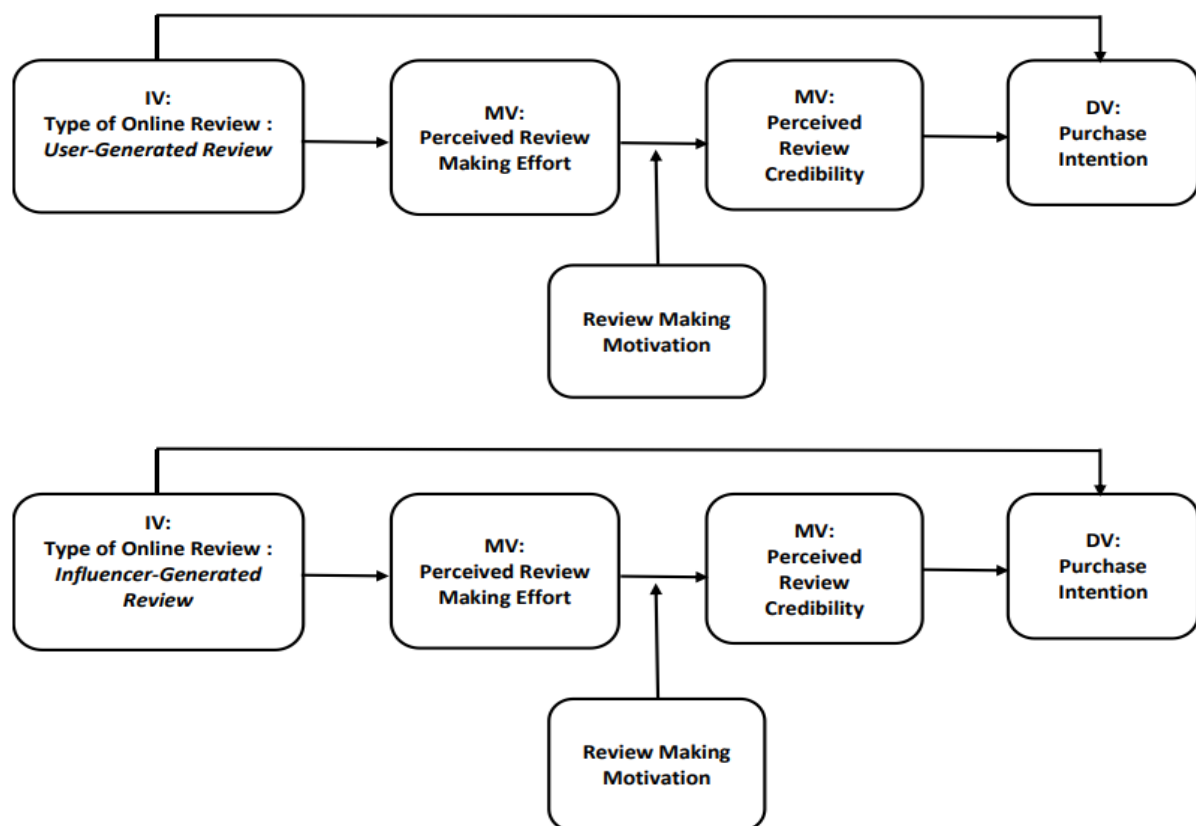 IV:
Type of Online Review :
User-Generated Review
MV:
Perceived Review
Making Effort
MV:
Perceived
Review
Credibility
DV:
Purchase
Intention
Review Making
Motivation
IV:
Type of Online Review :
Influencer-Generated
Review
MV:
Perceived Review
Making Effort
MV:
Perceived
Review
Credibility
DV:
Purchase
Intention
Review Making
Motivation